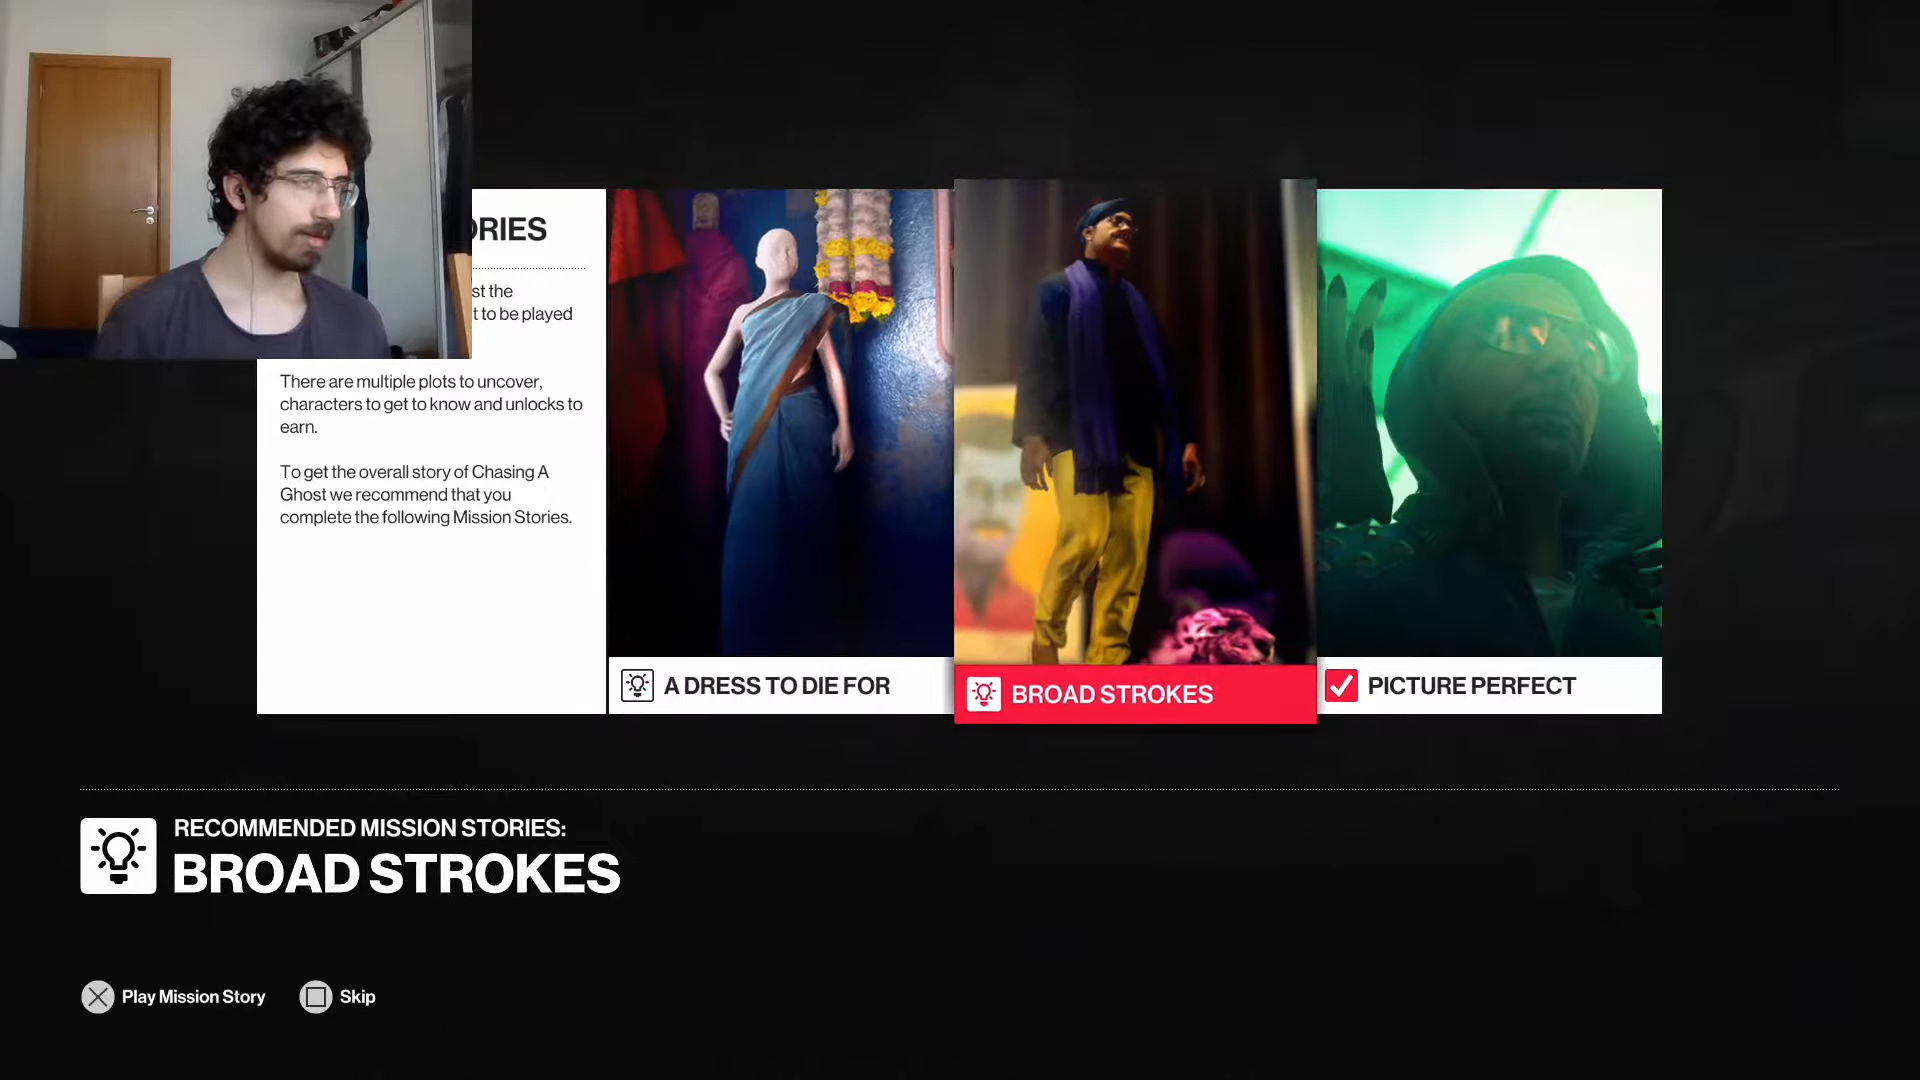 ORIES
st the
t to be played
There are multiple plots to uncover,
characters to get to know and unlocks to
earn.
To get the overall story of Chasing A
Ghost we recommend that you
complete the following Mission Stories.
A DRESS TO DIE FOR
BROAD STROKES
PICTURE PERFECT
RECOMMENDED MISSION STORIES:
BROAD STROKES
Play Mission Story
Skip